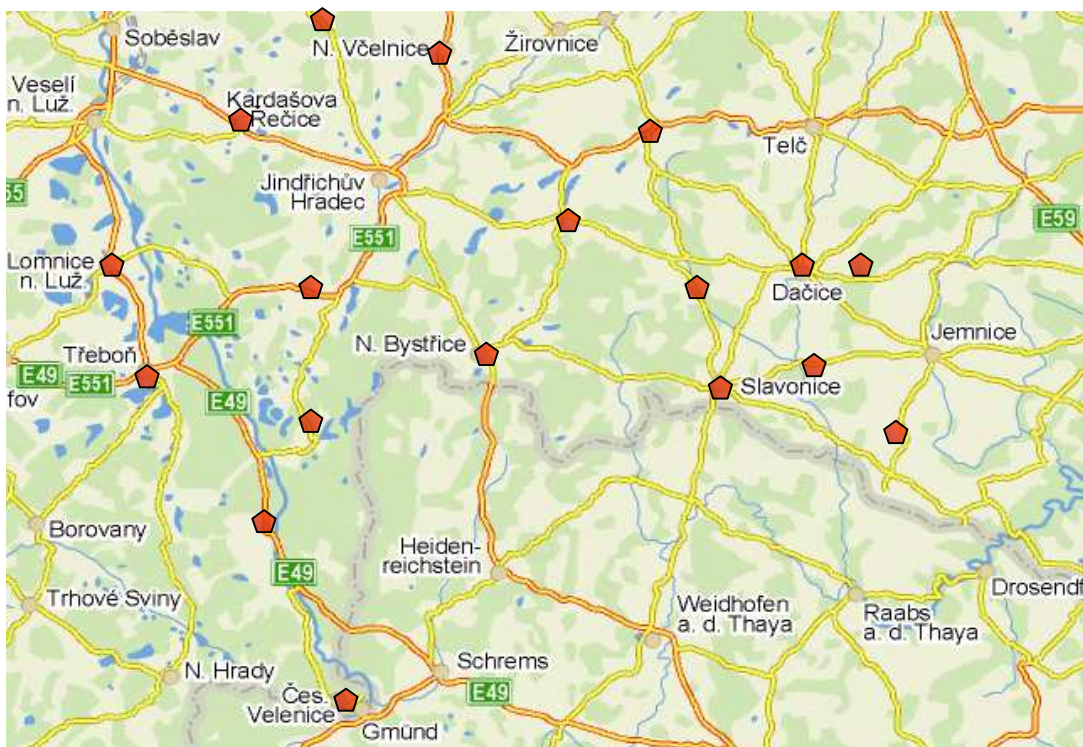 Soběslav
N. Včelnice
Žirovnice
Veselí
n. Luž.
Kardašova
Řečice
Telč
Jindřichův
Hradec
55
E551
E59
Lomnice
n. Luž.
Dačice
E551
Třeboň
N. Bystřice
Jemnice
E49
E551
E49
fov
Slavonice
Borovany
Heiden-
reichstein
E49
Trhové Sviny
Weidhofen
a. d. Thaya
Raabs
a. d. Thaya
Drosendf
N. Hrady
Schrems
E49
Čes.
Velenice
Gmünd